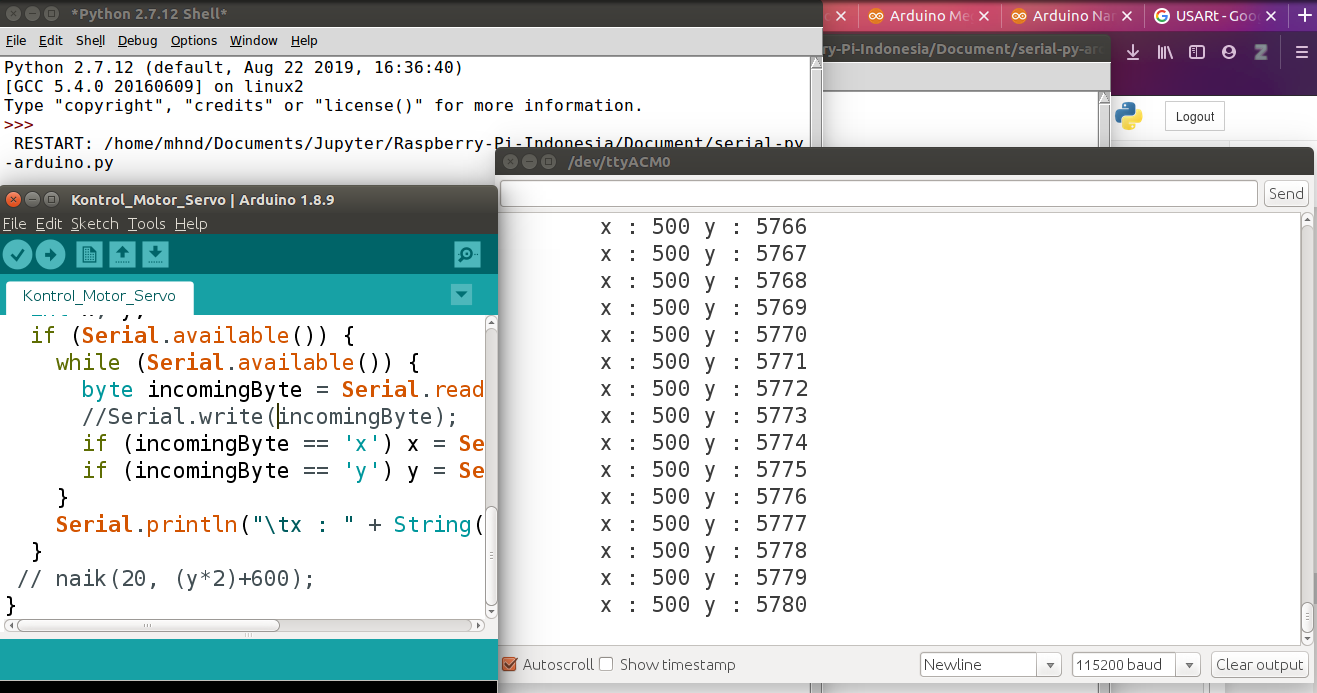 *Python 2.7.12 Shell*
File Edit Shell Debug Options Window Help
Python 2.7.12 (default, Aug 22 2019, 16:36:40)
[GCC 5.4.0 20160609] on linux2
Type "copyright", "credits" or "license()" for more information.
>>>
RESTART: /home/mhnd/Documents/Jupyter/Raspberry-Pi-Indonesia/Document/serial-py
-arduino.py
Arduino Me
Arduino Nar
USARt - Goo
ry-Pi-Indonesia/Document/serial-py-ar
Logout
Kontrol_Motor_Servo | Arduino 1.8.9
File Edit Sketch Tools Help
Kontrol_Motor_Servo
if (Serial.available()) {
while (Serial.available()) {
byte incomingByte = Serial.read
//Serial.write(incomingByte);
if (incomingByte == 'x') x = Se
if (incomingByte == 'y') y = Se
}
Serial.println("\tx : " + String(
}
// naik(20, (y*2)+600);
}
/dev/ttyACM0
Send
x : 500 y : 5766
x : 500 y : 5767
x : 500 y : 5768
x : 500 y : 5769
x : 500 y : 5770
x : 500 y : 5771
x : 500 y : 5772
x : 500 y : 5773
x : 500 y : 5774
x : 500 y : 5775
x : 500 y : 5776
x : 500 y : 5777
x : 500 y : 5778
x : 500 y : 5779
x : 500 y : 5780
Autoscroll Show timestamp Newline 115200 baud Clear output